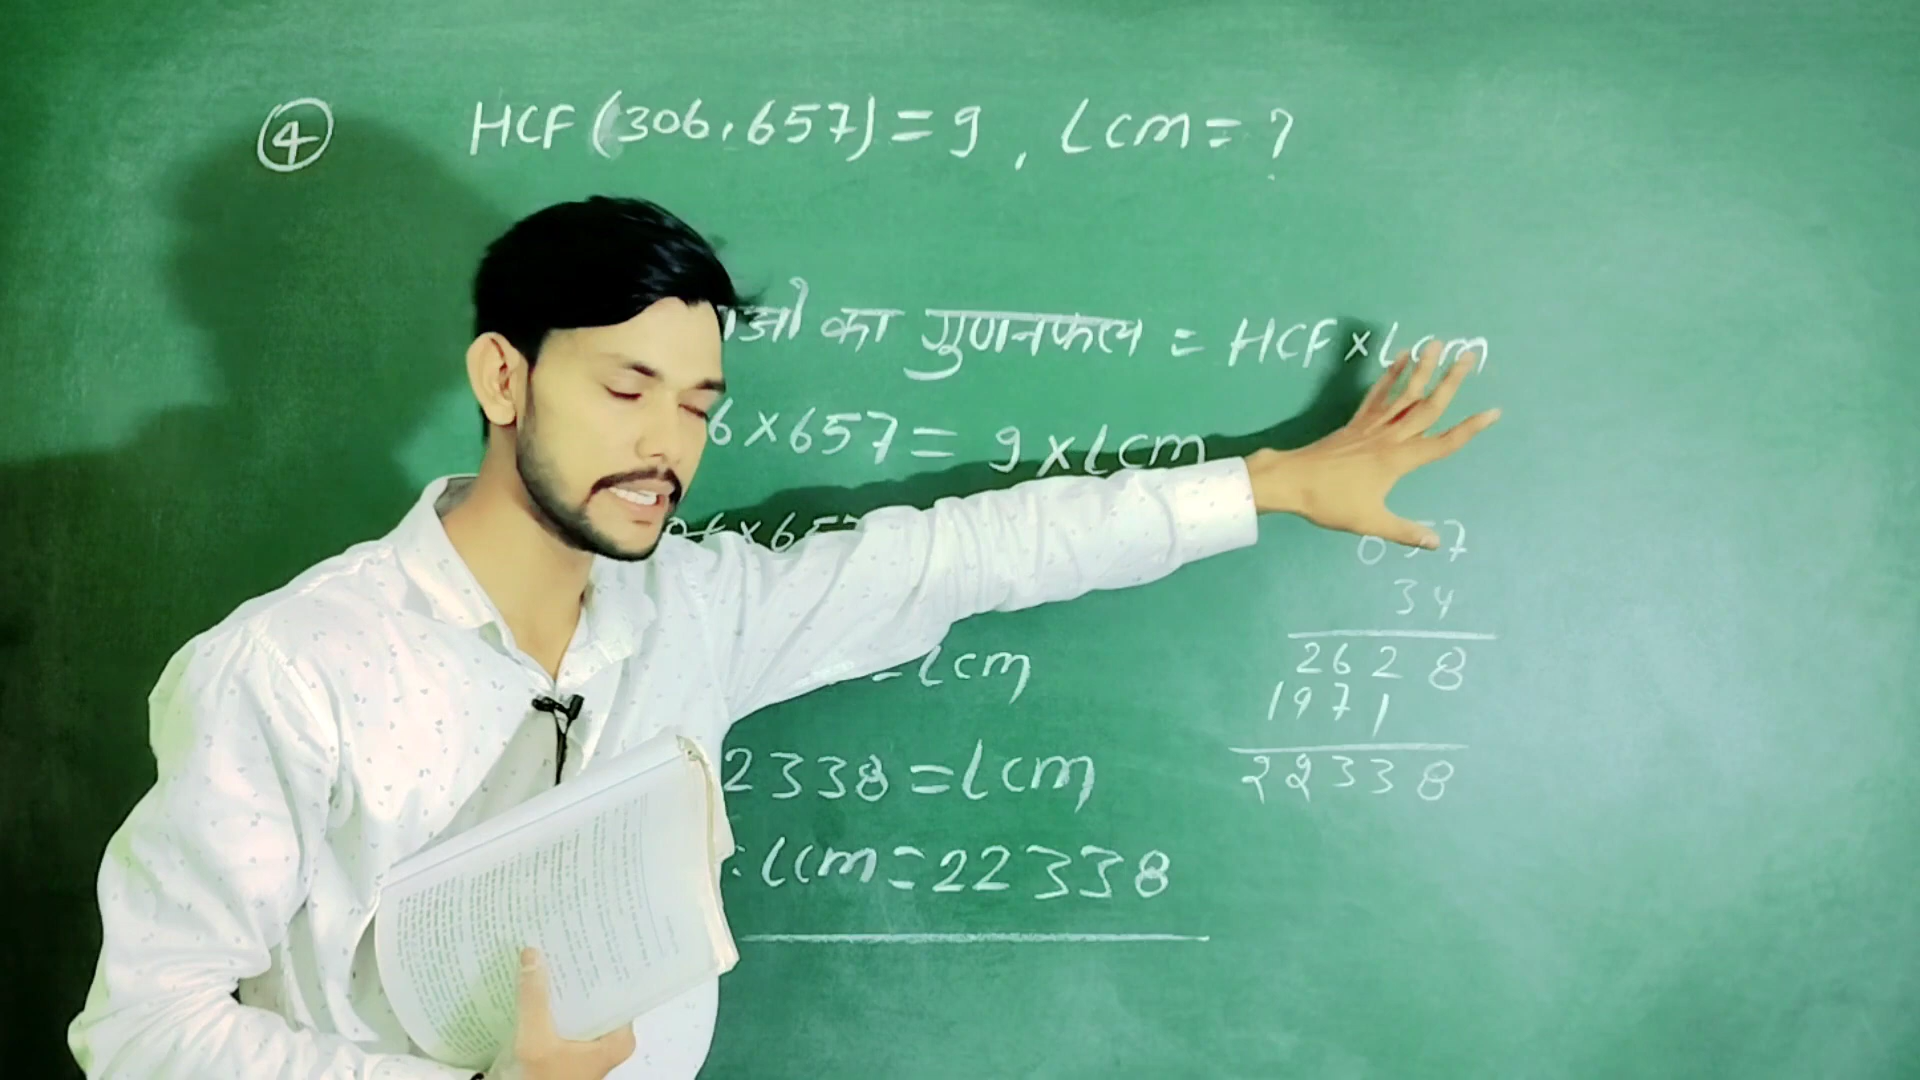 ④ HCF (306, 657) = 9, Lcm = ?
का गुणनफल = HCF × Lcm
6 × 657 = 9 × Lcm
657
34
= Lcm
2628
1971
2338 = Lcm
22338
Lcm = 22338